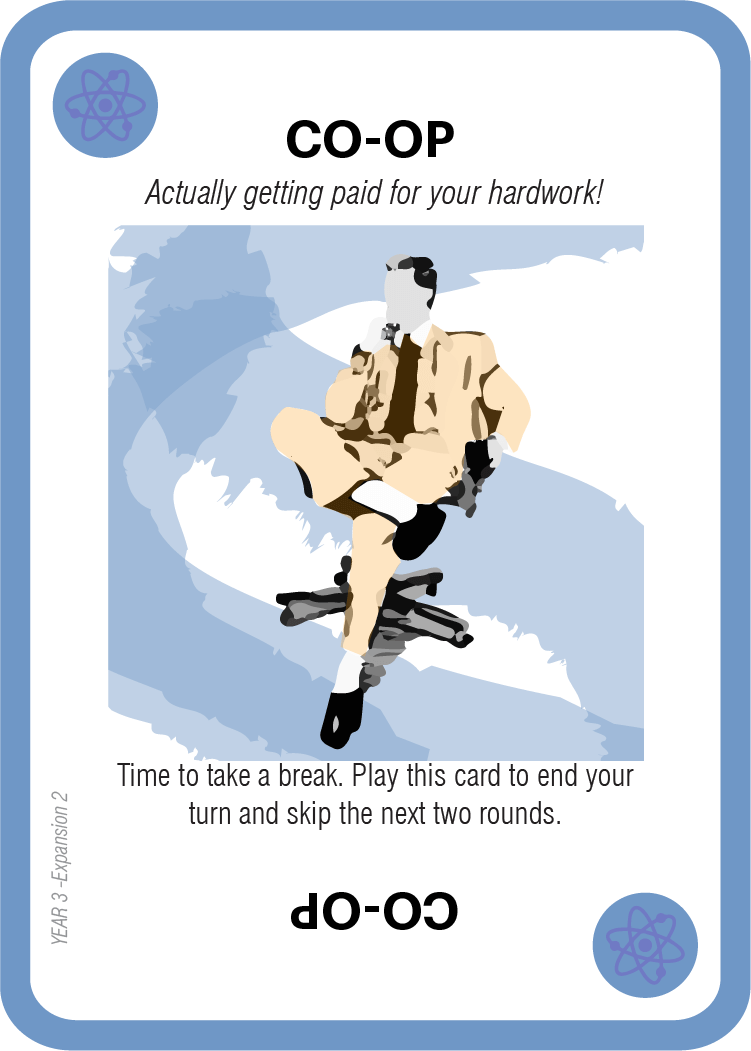 CO-OP
Actually getting paid for your hardwork!
Time to take a break. Play this card to end your
turn and skip the next two rounds.
YEAR 3 -Expansion 2
CO-OP